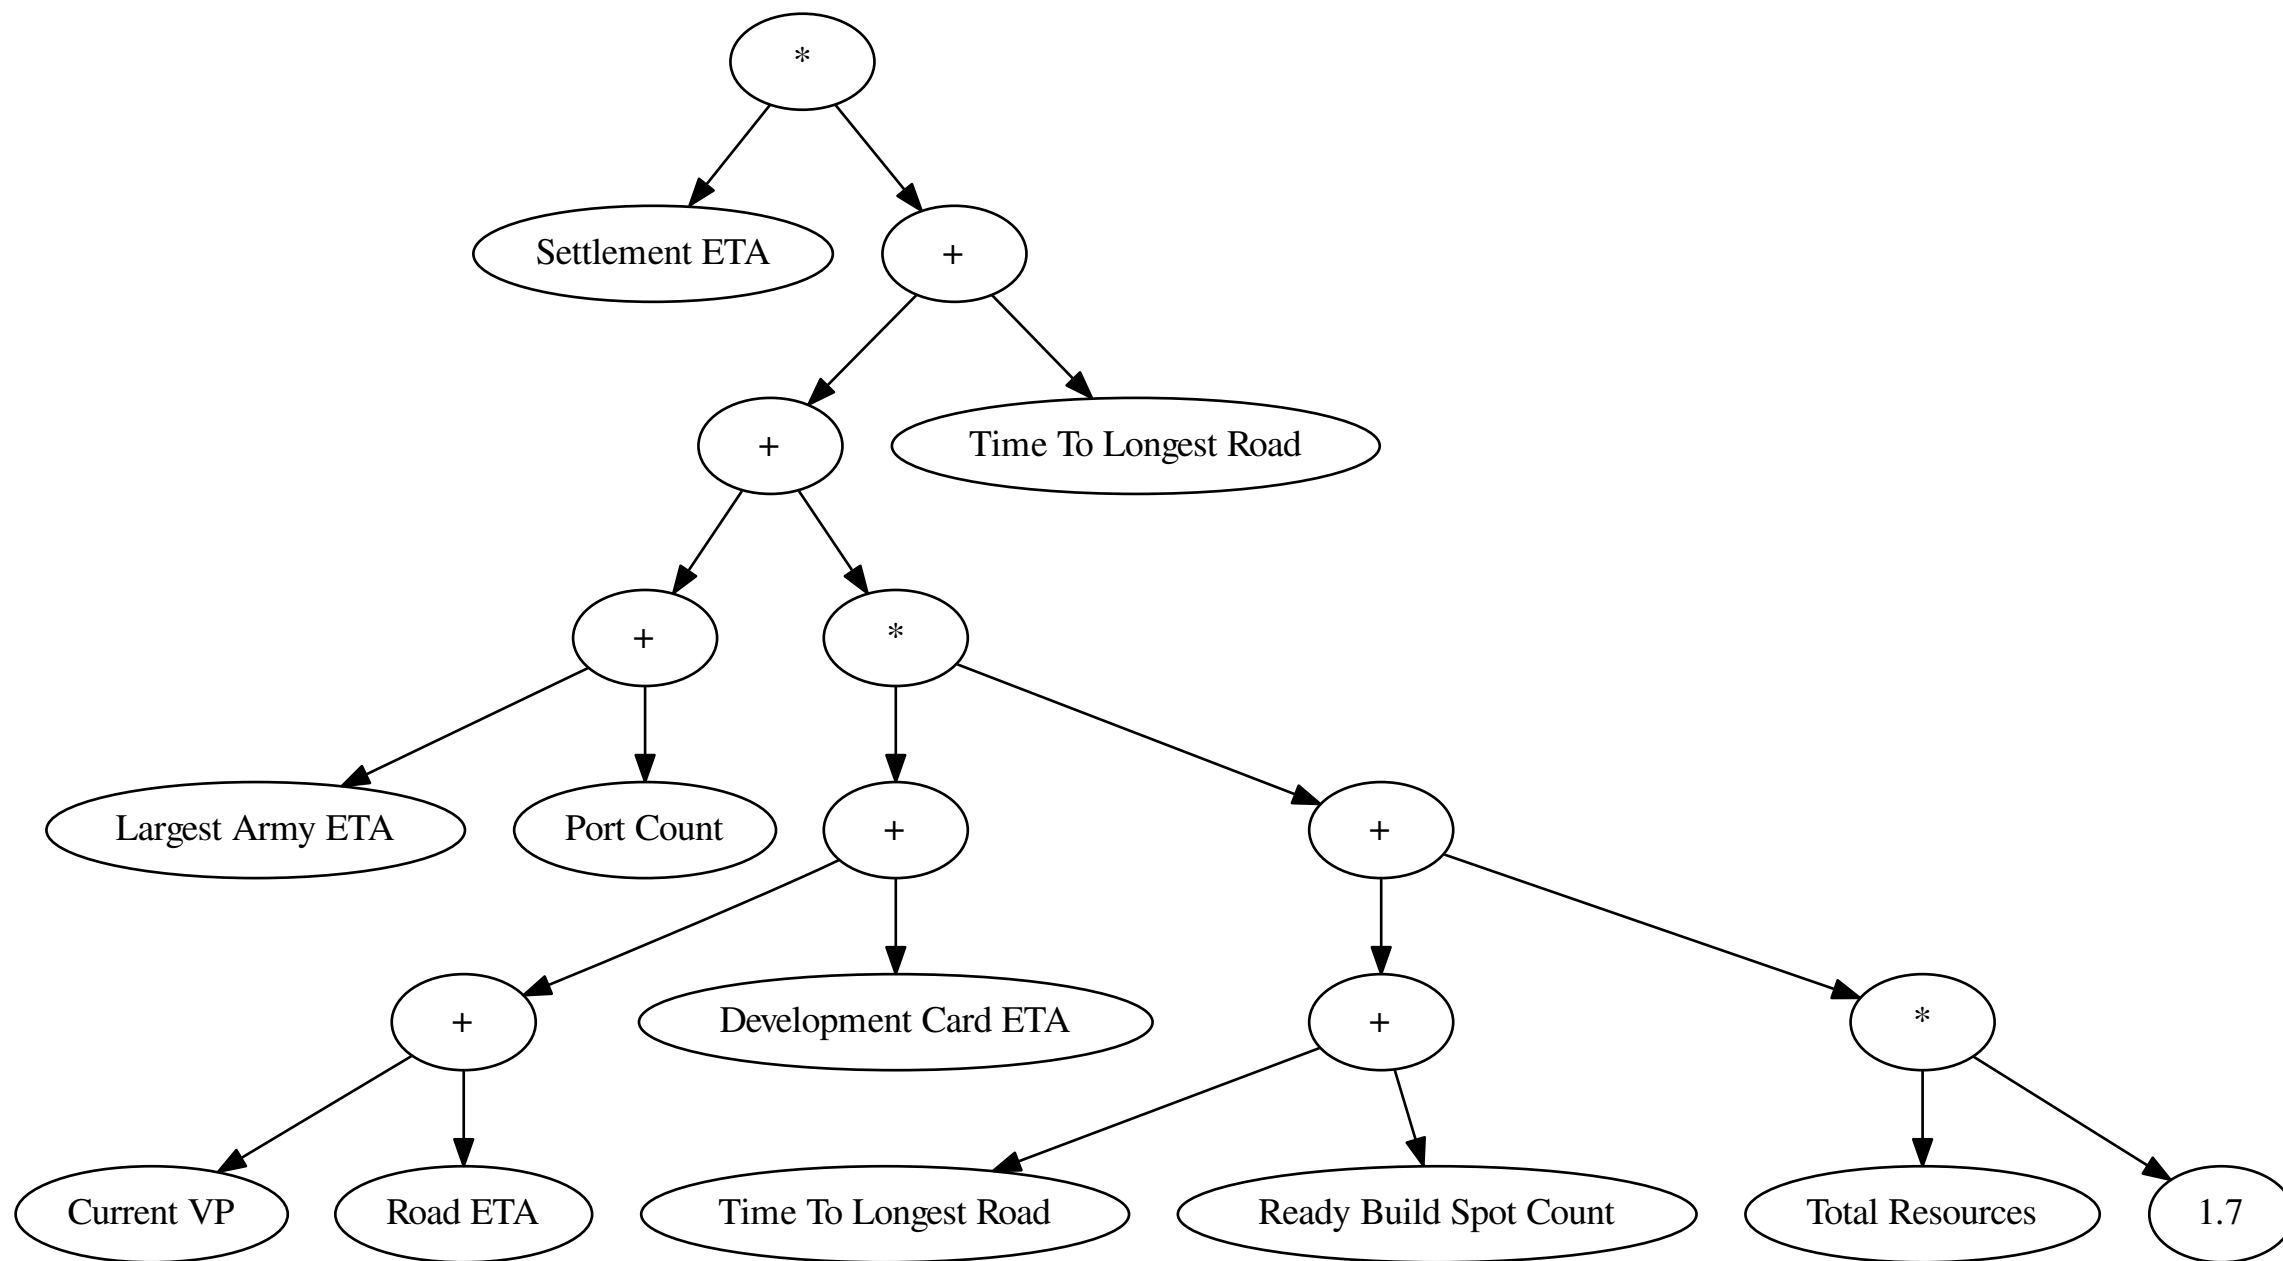 *
Settlement ETA
+
+
Time To Longest Road
+
*
Largest Army ETA
Port Count
+
+
+
Development Card ETA
+
*
Current VP
Road ETA
Time To Longest Road
Ready Build Spot Count
Total Resources
1.7